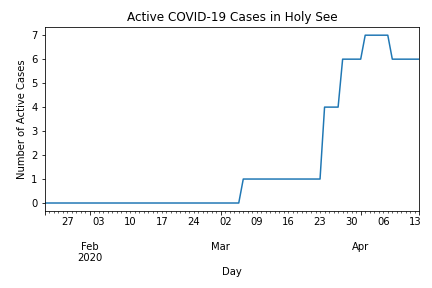 Active COVID-19 Cases in Holy See
Number of Active Cases
7
6
5
4
3
2
1
0
27 03 10 17 24 02 09 16 23 30 06 13
Feb Mar Apr
2020
Day